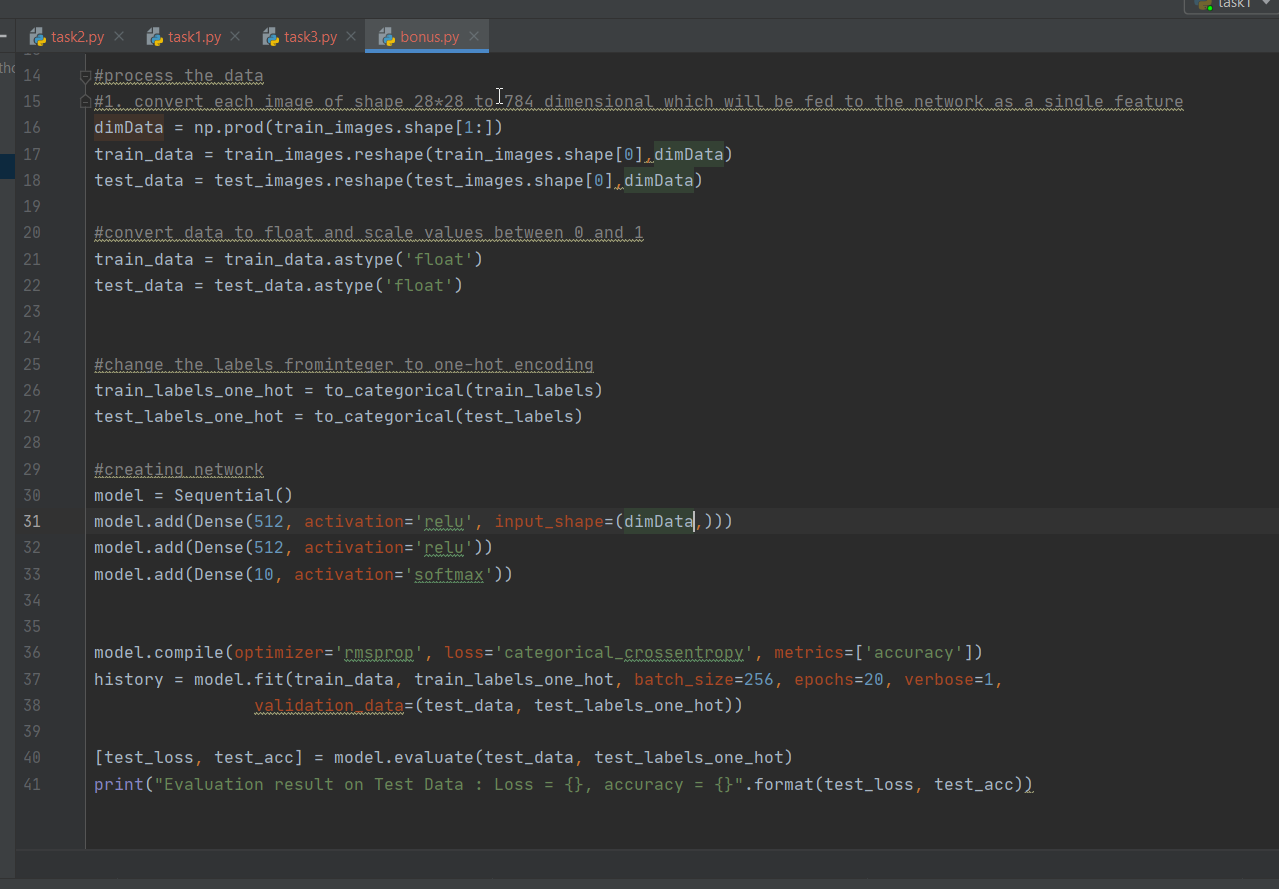 task1
task2.py
task1.py
task3.py
bonus.py
14 #process the data
15 #1. convert each image of shape 28*28 to 784 dimensional which will be fed to the network as a single feature
16 dimData = np.prod(train_images.shape[1:])
17 train_data = train_images.reshape(train_images.shape[0],dimData)
18 test_data = test_images.reshape(test_images.shape[0],dimData)
19
20 #convert data to float and scale values between 0 and 1
21 train_data = train_data.astype('float')
22 test_data = test_data.astype('float')
23
24
25 #change the labels frominteger to one-hot encoding
26 train_labels_one_hot = to_categorical(train_labels)
27 test_labels_one_hot = to_categorical(test_labels)
28
29 #creating network
30 model = Sequential()
31 model.add(Dense(512, activation='relu', input_shape=(dimData,)))
32 model.add(Dense(512, activation='relu'))
33 model.add(Dense(10, activation='softmax'))
34
35
36 model.compile(optimizer='rmsprop', loss='categorical_crossentropy', metrics=['accuracy'])
37 history = model.fit(train_data, train_labels_one_hot, batch_size=256, epochs=20, verbose=1,
38 validation_data=(test_data, test_labels_one_hot))
39
40 [test_loss, test_acc] = model.evaluate(test_data, test_labels_one_hot)
41 print("Evaluation result on Test Data : Loss = {}, accuracy = {}".format(test_loss, test_acc))